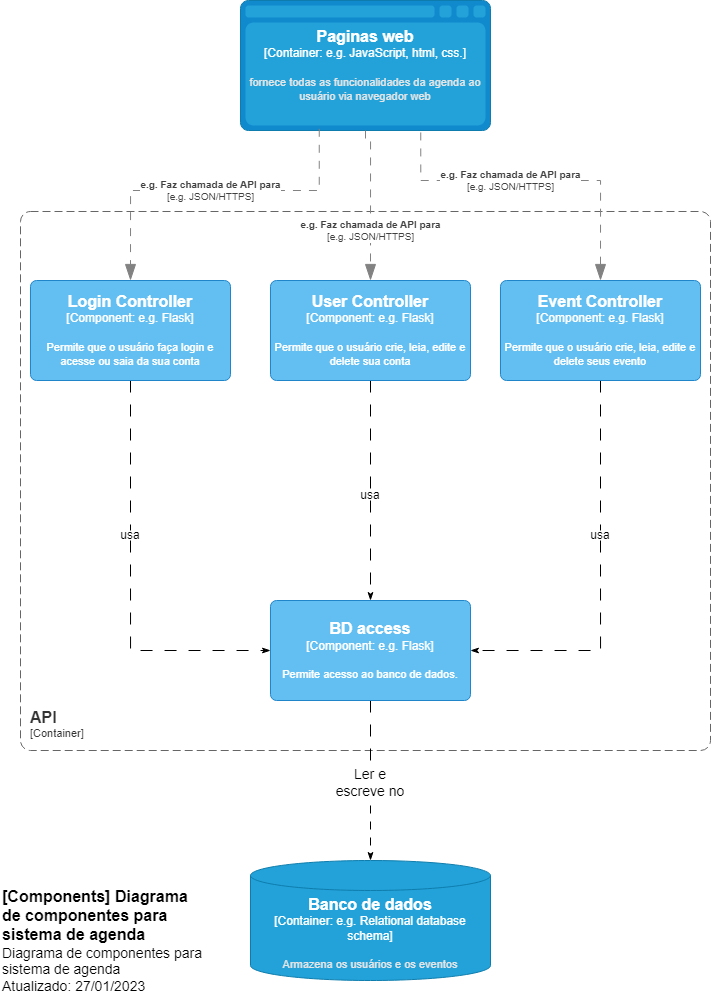 Paginas web
[Container: e.g. JavaScript, html, css.]
fornece todas as funcionalidades da agenda ao
usuário via navegador web
e.g. Faz chamada de API para
[e.g. JSON/HTTPS]
e.g. Faz chamada de API para
[e.g. JSON/HTTPS]
e.g. Faz chamada de API para
[e.g. JSON/HTTPS]
Login Controller
[Component: e.g. Flask]
Permite que o usuário faça login e
acesse ou saia da sua conta
User Controller
[Component: e.g. Flask]
Permite que o usuário crie, leia, edite e
delete sua conta
Event Controller
[Component: e.g. Flask]
Permite que o usuário crie, leia, edite e
delete seus evento
usa
usa
usa
BD access
[Component: e.g. Flask]
Permite acesso ao banco de dados.
API
[Container]
Ler e
escreve no
Banco de dados
[Container: e.g. Relational database
schema]
Armazena os usuários e os eventos
[Components] Diagrama
de componentes para
sistema de agenda
Diagrama de componentes para
sistema de agenda
Atualizado: 27/01/2023